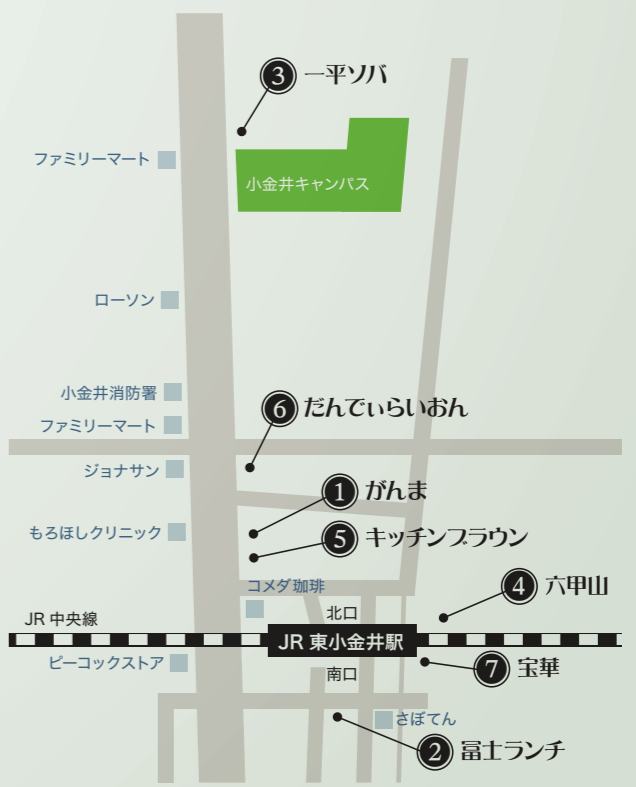 3 一平ソバ
ファミリーマート
小金井キャンパス
ローソン
小金井消防署
6 だんでぃらいおん
ファミリーマート
ジョナサン
1 がんま
もろほしクリニック
5 キッチンブラウン
コメダ珈琲
4 六甲山
北口
JR 中央線
JR 東小金井駅
ピーコックストア
南口
7 宝華
さぼてん
2 冨士ランチ